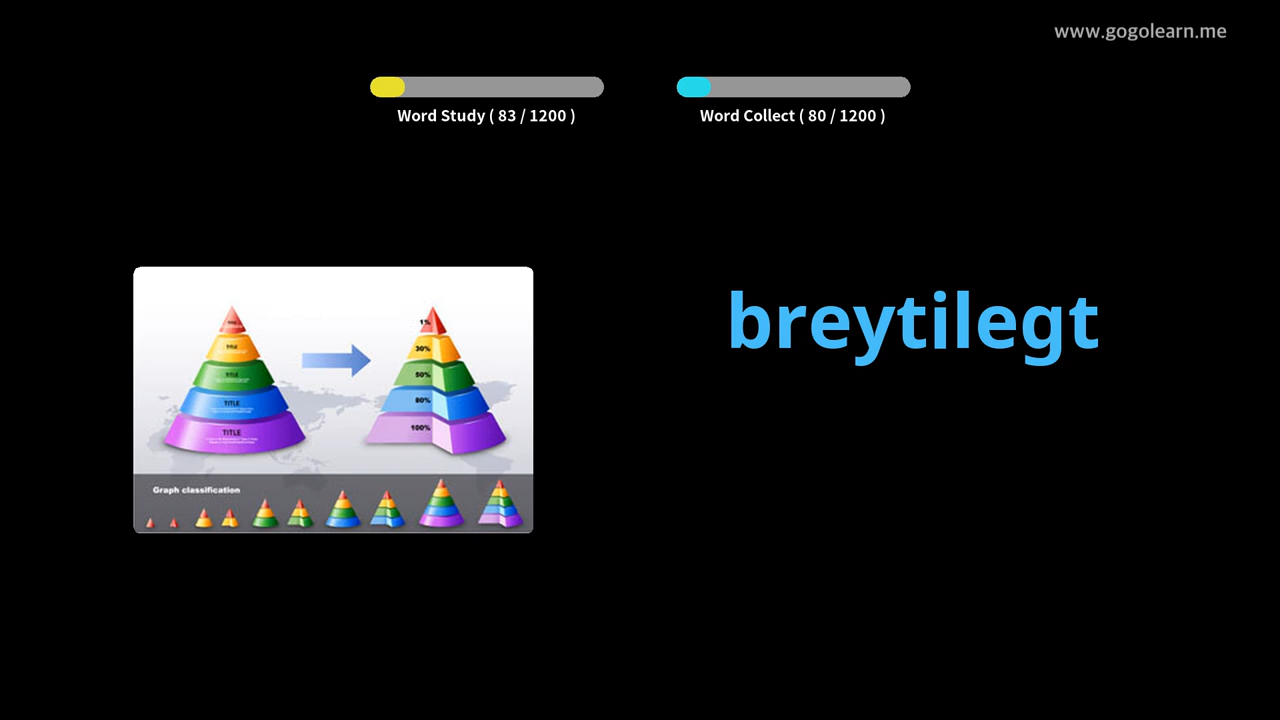 www.gogolearn.me
Word Study ( 83 / 1200 )
Word Collect ( 80 / 1200 )
breytilegt
TITLE
TITLE
TITLE
TITLE
1%
30%
50%
80%
100%
Graph classification